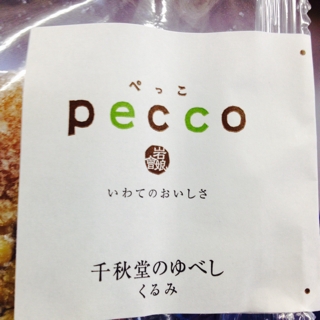 ぺっこ
pecco
いわてのおいしさ
千秋堂のゆべし
くるみ